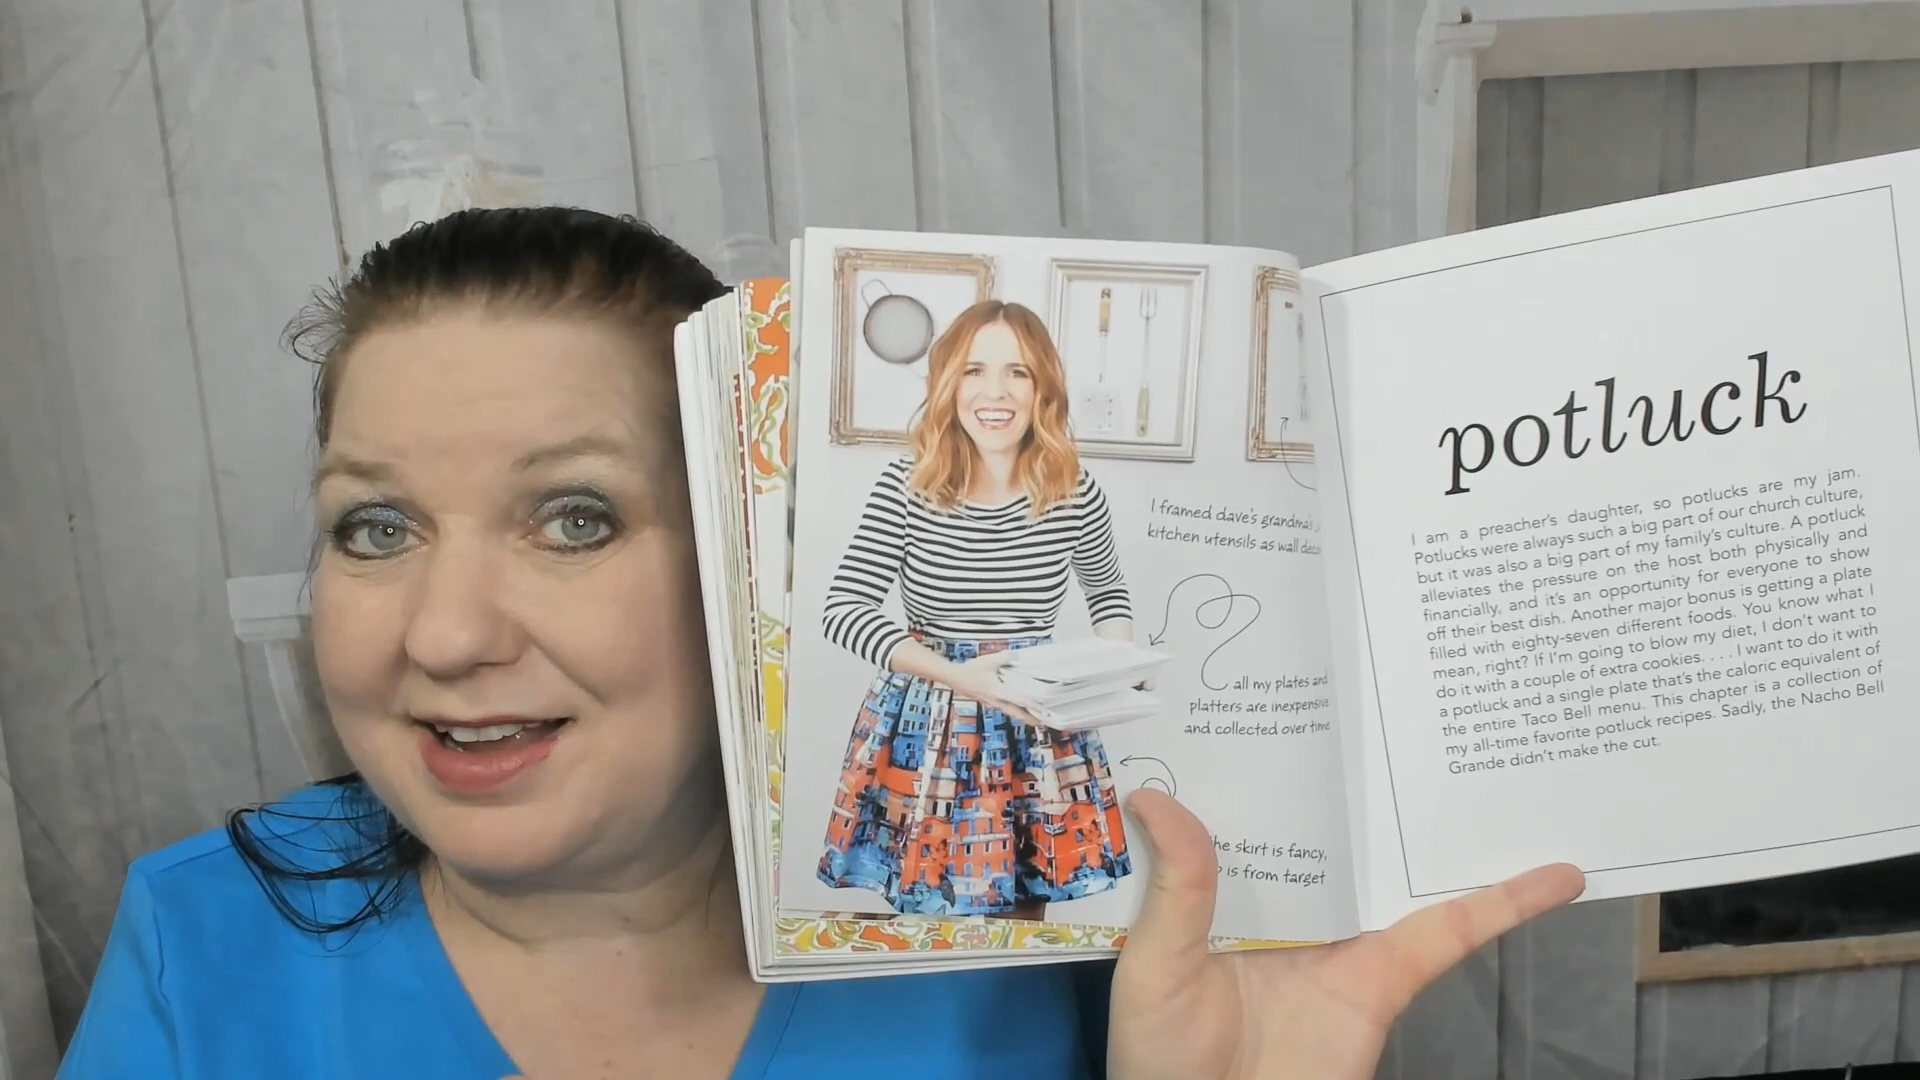 I framed dave's grandma's
kitchen utensils as wall deco
all my plates and
platters are inexpensive
and collected over time
he skirt is fancy,
is from target
potluck
I am a preacher's daughter, so potlucks are my jam.
Potlucks were always such a big part of our church culture,
but it was also a big part of my family's culture. A potluck
alleviates the pressure on the host both physically and
financially, and it's an opportunity for everyone to show
off their best dish. Another major bonus is getting a plate
filled with eighty-seven different foods. You know what I
mean, right? If I'm going to blow my diet, I don't want to
do it with a couple of extra cookies. . . . I want to do it with
a potluck and a single plate that's the caloric equivalent of
the entire Taco Bell menu. This chapter is a collection of
my all-time favorite potluck recipes. Sadly, the Nacho Bell
Grande didn't make the cut.